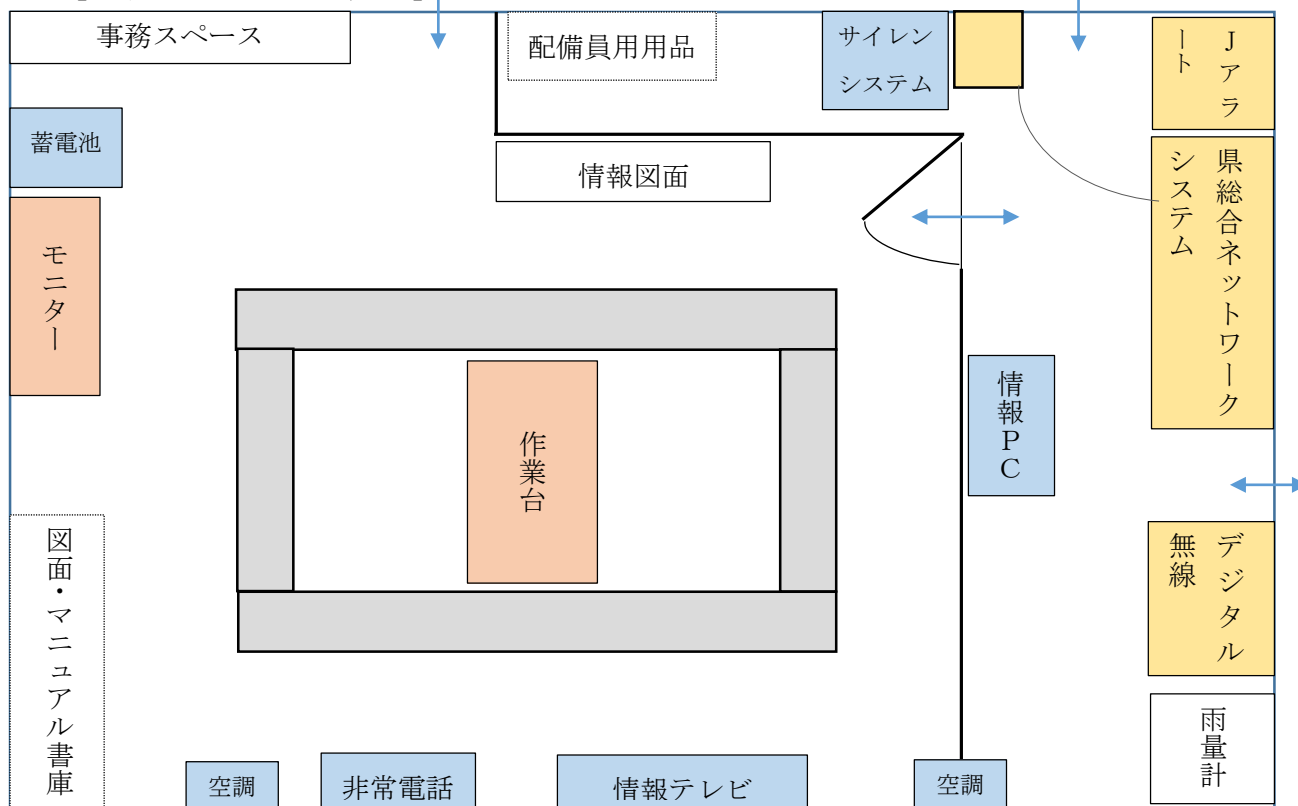 事務スペース
配備員用用品
サイレン
システム
Jアラ
ート
蓄電池
情報図面
県総合ネットワーク
システム
モニター
情報PC
作業台
図面・マニュアル書庫
デジタル
無線
雨量計
空調
非常電話
情報テレビ
空調